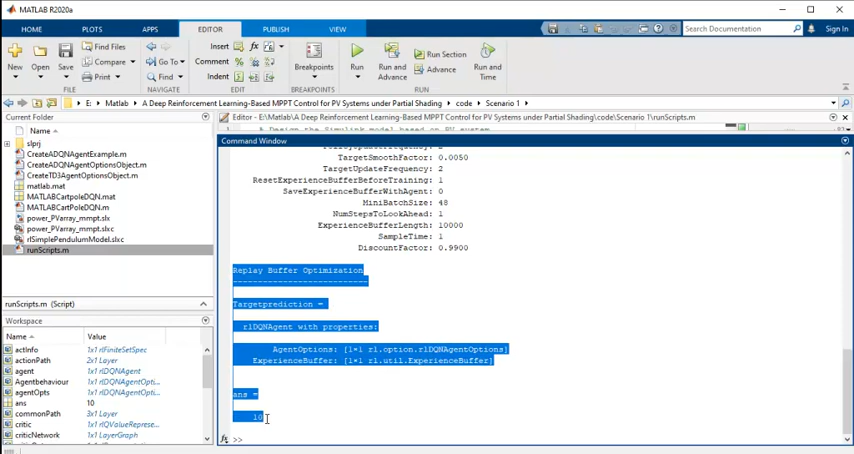 MATLAB R2020a
HOME PLOTS APPS EDITOR PUBLISH VIEW
Search Documentation Sign In
New Open Save
Find Files
Compare
Print
Go To
Find
Insert fx
Comment %
Indent
Breakpoints
Run
Run and Advance
Run Section
Advance
Run and Time
FILE NAVIGATE EDIT BREAKPOINTS RUN
E: Matlab A Deep Reinforcement Learning-Based MPPT Control for PV Systems under Partial Shading code Scenario 1
Current Folder
Name
slprj
CreateADQNAgentExample.m
CreateADQNAgentOptionsObject.m
CreateTD3AgentOptionsObject.m
matlab.mat
MATLABCartpoleDQN.mat
MATLABCartpoleDQN.m
power_PVarray_mmpt.slx
power_PVarray_mmpt.slxc
rlSimplePendulumModel.slxc
runScripts.m
runScripts.m (Script)
Workspace
Name Value
actInfo 1x1 rlFiniteSetSpec
actionPath 2x1 Layer
agent 1x1 rlDQNAgent
Agentbehaviour 1x1 rlDQNAgentOpti...
agentOpts 1x1 rlDQNAgentOpti...
ans 10
commonPath 3x1 Layer
critic 1x1 rlQValueReprese...
criticNetwork 1x1 LayerGraph
Editor - E:\Matlab\A Deep Reinforcement Learning-Based MPPT Control for PV Systems under Partial Shading\code\Scenario 1\runScripts.m
Command Window
TargetSmoothFactor: 0.0050
TargetUpdateFrequency: 2
ResetExperienceBufferBeforeTraining: 1
SaveExperienceBufferWithAgent: 0
MiniBatchSize: 48
NumStepsToLookAhead: 1
ExperienceBufferLength: 10000
SampleTime: 1
DiscountFactor: 0.9900
Replay Buffer Optimization
--------------------------
Targetprediction =
rlDQNAgent with properties:
AgentOptions: [1×1 rl.option.rlDQNAgentOptions]
ExperienceBuffer: [1×1 rl.util.ExperienceBuffer]
ans =
10
fx >>